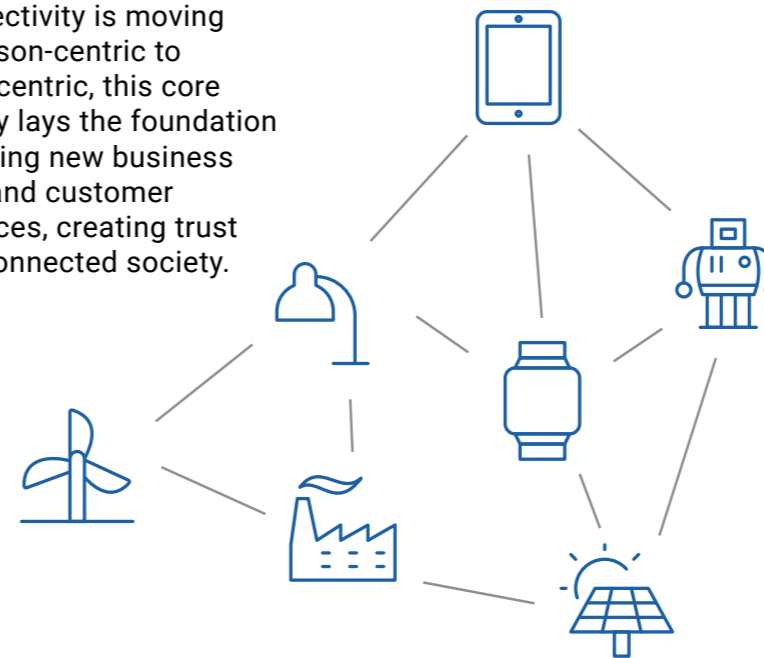 ectivity is moving
son-centric to
centric, this core
y lays the foundation
ing new business
and customer
ces, creating trust
onnected society.